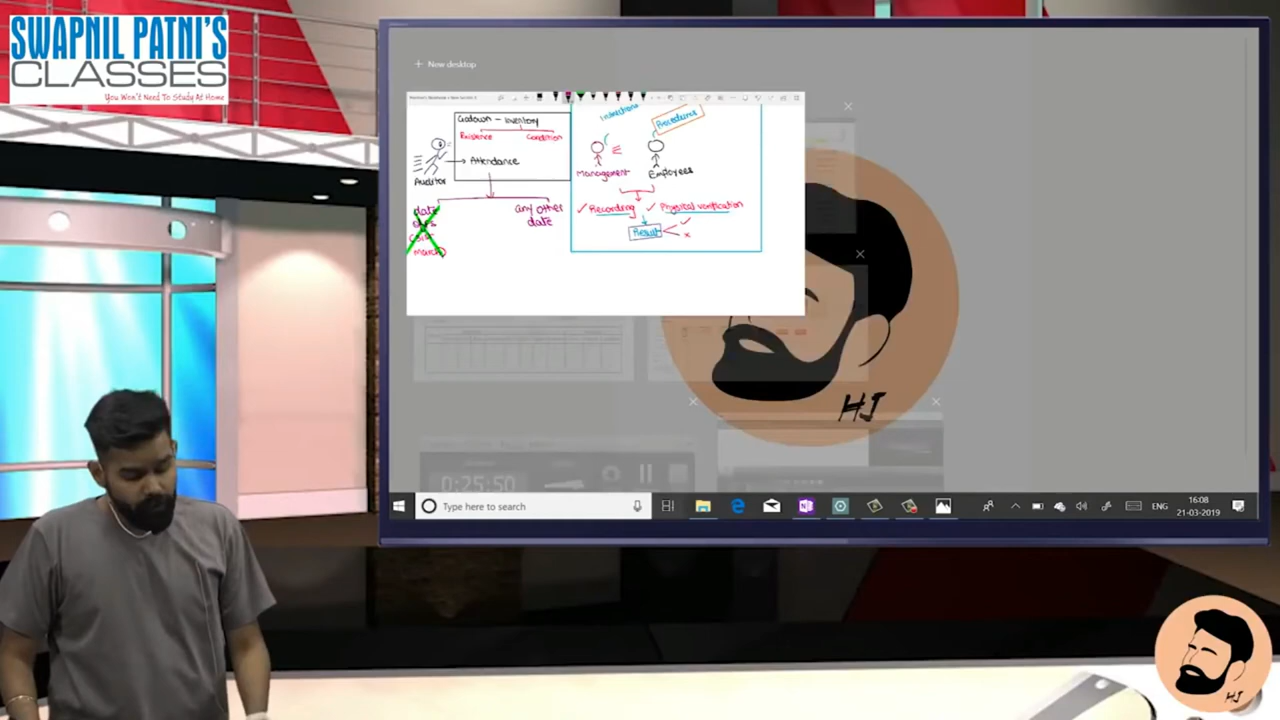 SWAPNIL PATNI'S
CLASSES
You Won't Need To Study At Home
+ New desktop
Godown - Inventory
Existence
Condition
Attendance
Auditor
any other
date
Instructions
Procedures
Management
Employees
✓ Recording
✓ Physical verification
Result
✓
×
HJ
0:25:50
Type here to search
ENG
16:08
21-03-2019
HJ